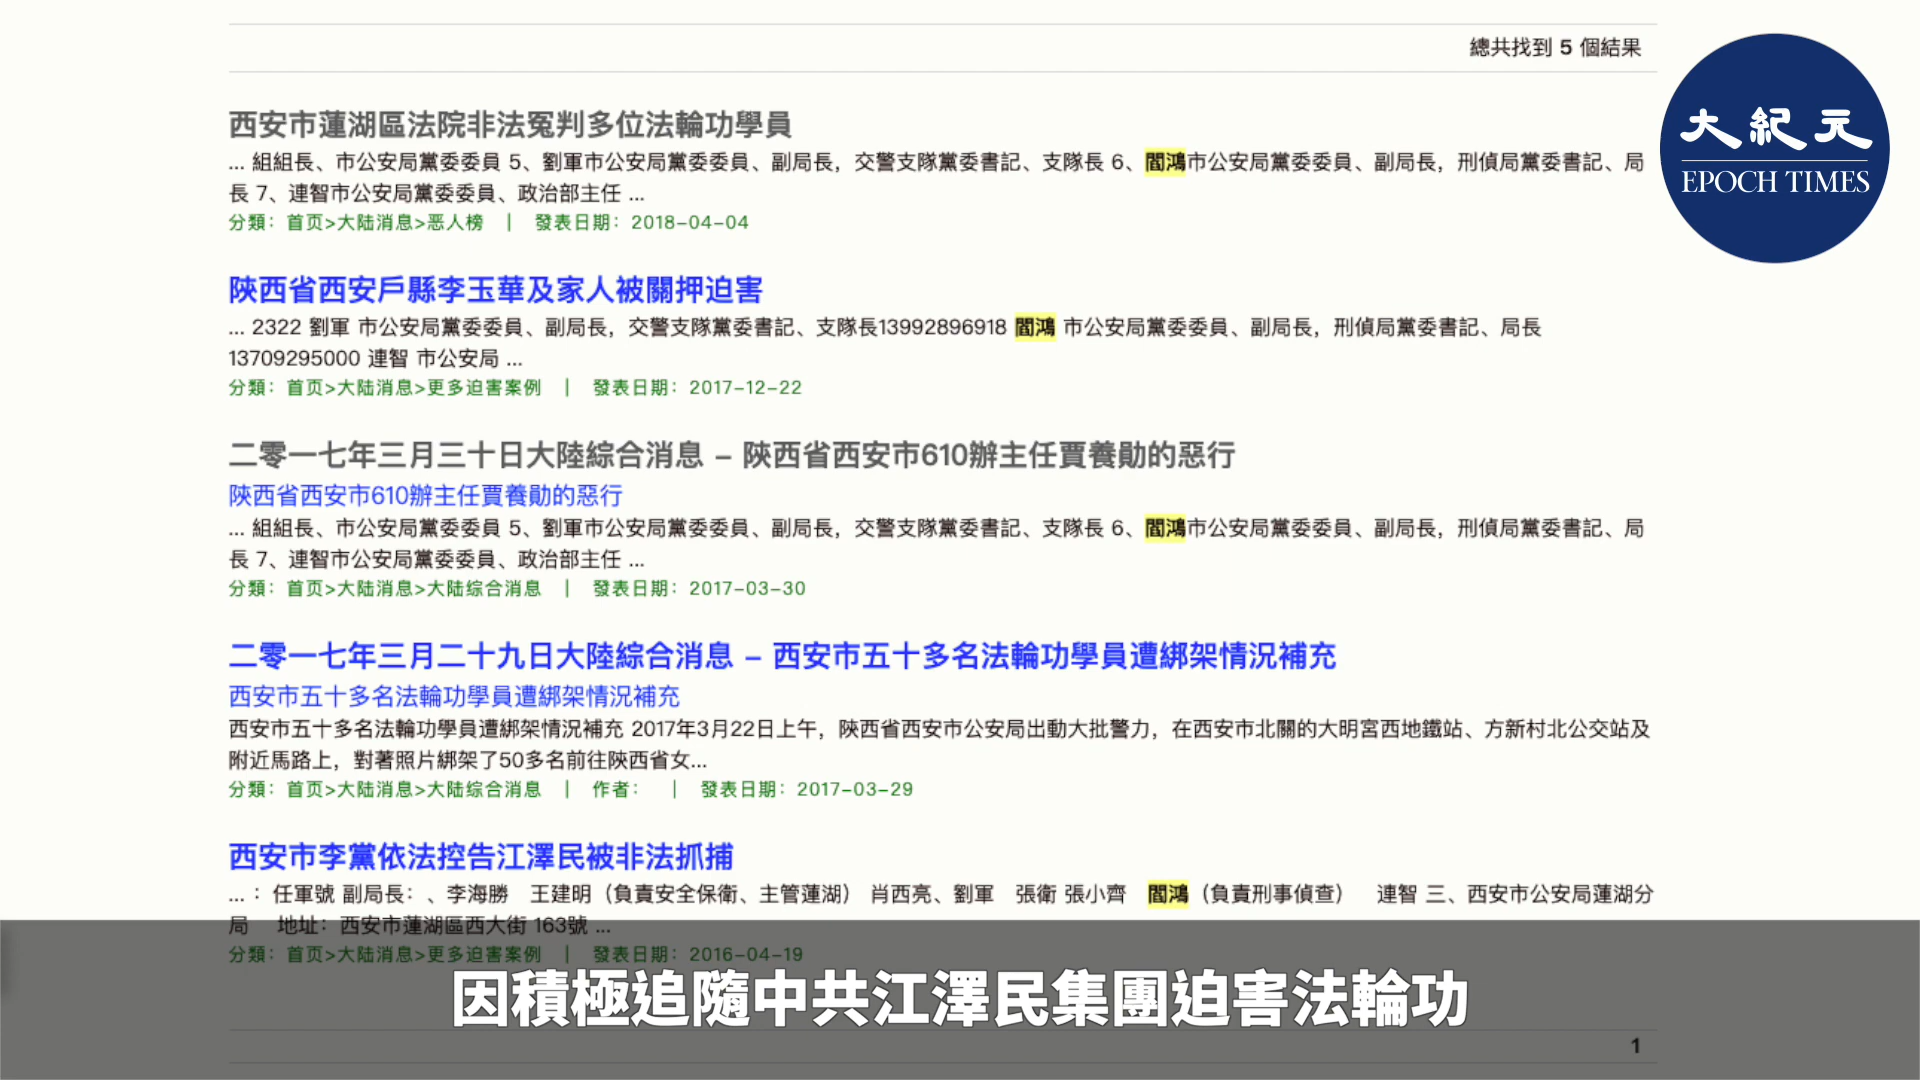 總共找到 5 個結果
大紀元
EPOCH TIMES
西安市蓮湖區法院非法冤判多位法輪功學員
... 組組長、市公安局黨委委員 5、劉軍市公安局黨委委員、副局長，交警支隊黨委書記、支隊長 6、閻鴻市公安局黨委委員、副局長，刑偵局黨委書記、局
長 7、連智市公安局黨委委員、政治部主任 ...
分類：首页>大陆消息>恶人榜 | 發表日期：2018-04-04
陝西省西安戶縣李玉華及家人被關押迫害
... 2322 劉軍 市公安局黨委委員、副局長，交警支隊黨委書記、支隊長13992896918 閻鴻 市公安局黨委委員、副局長，刑偵局黨委書記、局長
13709295000 連智 市公安局 ...
分類：首页>大陆消息>更多迫害案例 | 發表日期：2017-12-22
二零一七年三月三十日大陸綜合消息 – 陝西省西安市610辦主任賈養勛的惡行
陝西省西安市610辦主任賈養勛的惡行
... 組組長、市公安局黨委委員 5、劉軍市公安局黨委委員、副局長，交警支隊黨委書記、支隊長 6、閻鴻市公安局黨委委員、副局長，刑偵局黨委書記、局
長 7、連智市公安局黨委委員、政治部主任 ...
分類：首页>大陆消息>大陆综合消息 | 發表日期：2017-03-30
二零一七年三月二十九日大陸綜合消息 – 西安市五十多名法輪功學員遭綁架情況補充
西安市五十多名法輪功學員遭綁架情況補充
西安市五十多名法輪功學員遭綁架情況補充 2017年3月22日上午，陝西省西安市公安局出動大批警力，在西安市北關的大明宮西地鐵站、方新村北公交站及
附近馬路上，對著照片綁架了50多名前往陝西省女...
分類：首页>大陆消息>大陆综合消息 | 作者： | 發表日期：2017-03-29
西安市李黨依法控告江澤民被非法抓捕
... ：任軍號 副局長：、李海勝 王建明（負責安全保衛、主管蓮湖） 肖西亮、劉軍 張衛 張小齊 閻鴻（負責刑事偵查） 連智 三、西安市公安局蓮湖分
局 地址：西安市蓮湖區西大街 163號 ...
分類：首页>大陆消息>更多迫害案例 | 發表日期：2016-04-19
因積極追隨中共江澤民集團迫害法輪功
1